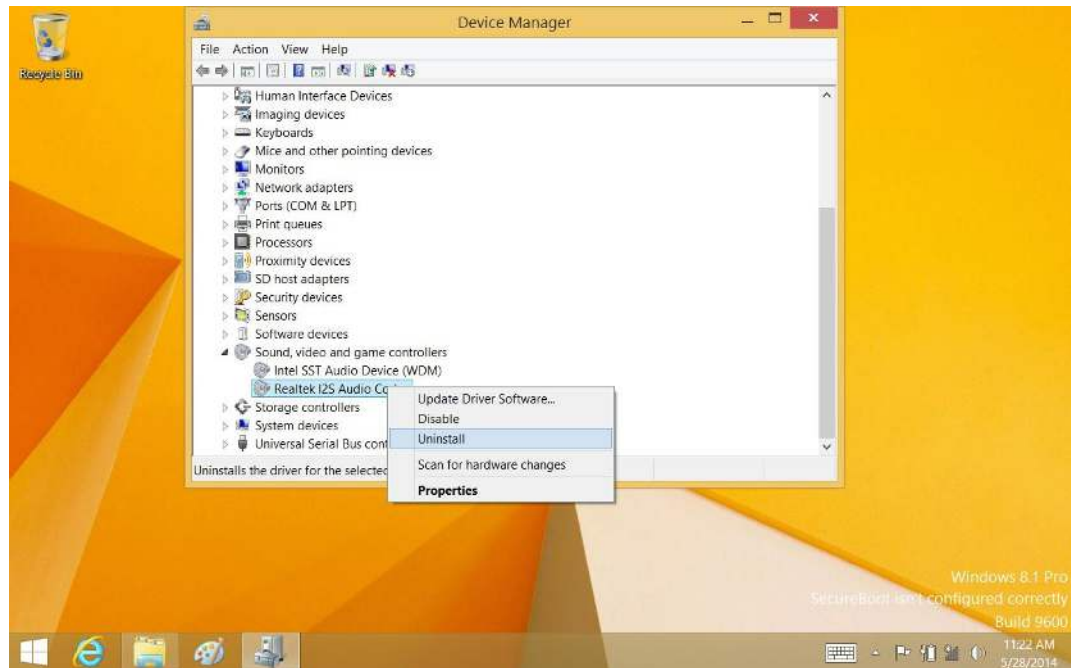 Device Manager
Recycle Bin
File Action View Help
Human Interface Devices
Imaging devices
Keyboards
Mice and other pointing devices
Monitors
Network adapters
Ports (COM & LPT)
Print queues
Processors
Proximity devices
SD host adapters
Security devices
Sensors
Software devices
Sound, video and game controllers
Intel SST Audio Device (WDM)
Realtek I2S Audio
Storage controllers
System devices
Universal Serial Bus
Update Driver Software...
Disable
Uninstall
Scan for hardware changes
Properties
Uninstalls the driver for the selected
Windows 8.1 Pro
SecureBoot isn't configured correctly
Build 9600
11:22 AM
5/28/2014